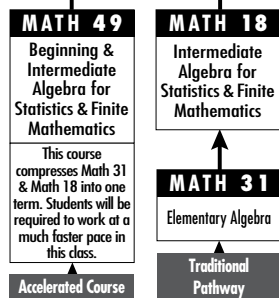 MATH 49
Beginning &
Intermediate
Algebra for
Statistics & Finite
Mathematics
This course
compresses Math 31
& Math 18 into one
term. Students will be
required to work at a
much faster pace in
this class.
Accelerated Course
MATH 18
Intermediate
Algebra for
Statistics & Finite
Mathematics
MATH 31
Elementary Algebra
Traditional
Pathway